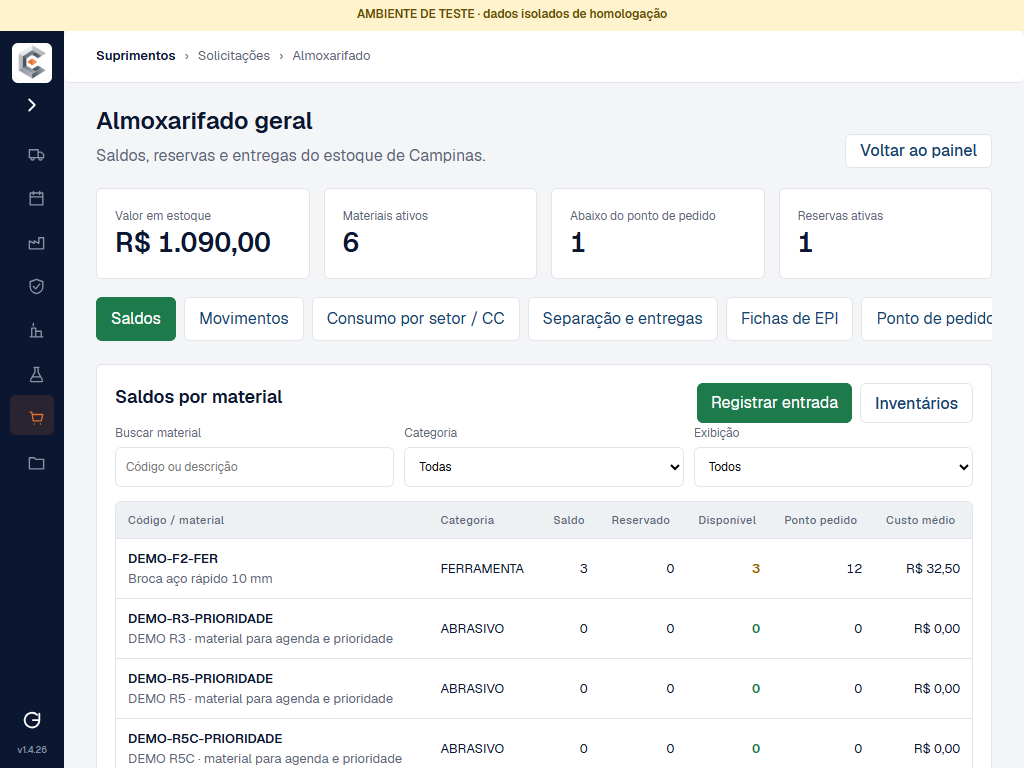 AMBIENTE DE TESTE · dados isolados de homologação
Suprimentos › Solicitações › Almoxarifado
Almoxarifado geral
Saldos, reservas e entregas do estoque de Campinas.
Voltar ao painel
Valor em estoque
R$ 1.090,00
Materiais ativos
6
Abaixo do ponto de pedido
1
Reservas ativas
1
Saldos
Movimentos
Consumo por setor / CC
Separação e entregas
Fichas de EPI
Ponto de pedido
Saldos por material
Registrar entrada
Inventários
Buscar material
Código ou descrição
Categoria
Todas
Exibição
Todos
Código / material Categoria Saldo Reservado Disponível Ponto pedido Custo médio
DEMO-F2-FER
Broca aço rápido 10 mm
FERRAMENTA 3 0 3 12 R$ 32,50
DEMO-R3-PRIORIDADE
DEMO R3 · material para agenda e prioridade
ABRASIVO 0 0 0 0 R$ 0,00
DEMO-R5-PRIORIDADE
DEMO R5 · material para agenda e prioridade
ABRASIVO 0 0 0 0 R$ 0,00
DEMO-R5C-PRIORIDADE
DEMO R5C · material para agenda e prioridade
ABRASIVO 0 0 0 0 R$ 0,00
v1.4.26